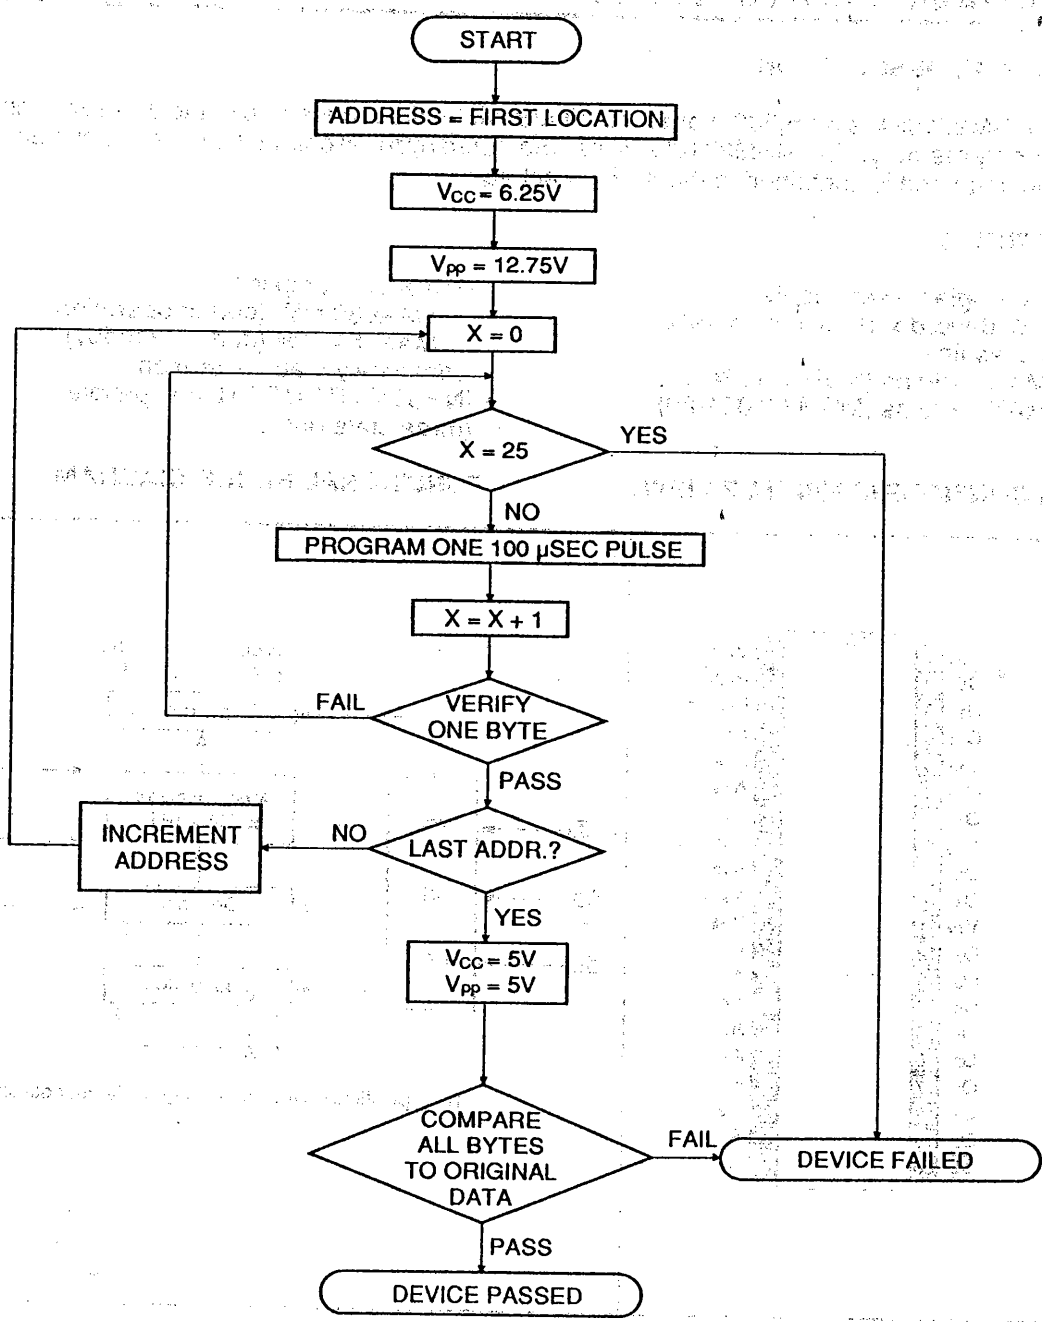 START
ADDRESS = FIRST LOCATION
VCC = 6.25V
Vpp = 12.75V
X = 0
X = 25
YES
NO
PROGRAM ONE 100 µSEC PULSE
X = X + 1
FAIL
VERIFY
ONE BYTE
PASS
INCREMENT
ADDRESS
NO
LAST ADDR.?
YES
VCC = 5V
Vpp = 5V
COMPARE
ALL BYTES
TO ORIGINAL
DATA
FAIL
DEVICE FAILED
PASS
DEVICE PASSED